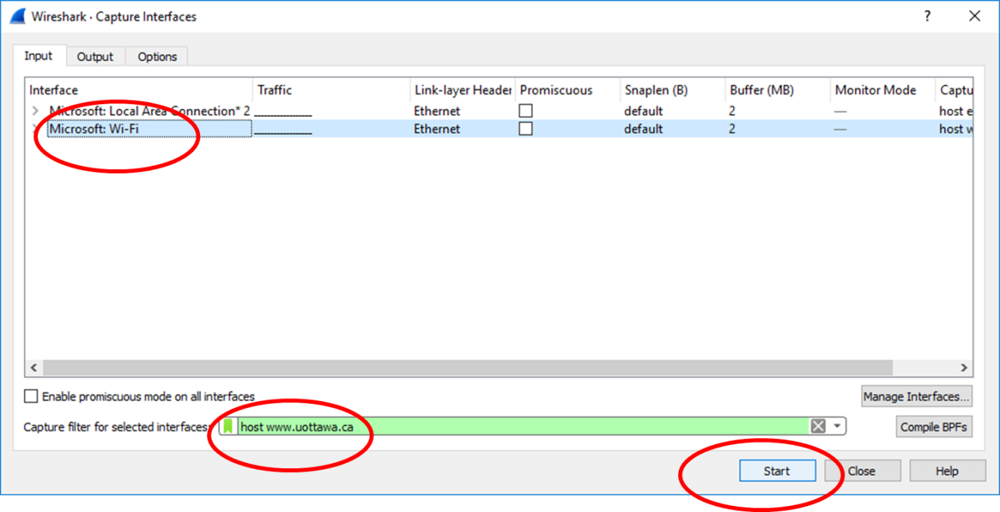 Wireshark · Capture Interfaces ?
Input Output Options
Interface Traffic Link-layer Header Promiscuous Snaplen (B) Buffer (MB) Monitor Mode Captu
Microsoft: Local Area Connection* 2 Ethernet default 2 — host e
Microsoft: Wi-Fi Ethernet default 2 — host w
Enable promiscuous mode on all interfaces Manage Interfaces...
Capture filter for selected interfaces: host www.uottawa.ca Compile BPFs
Start Close Help